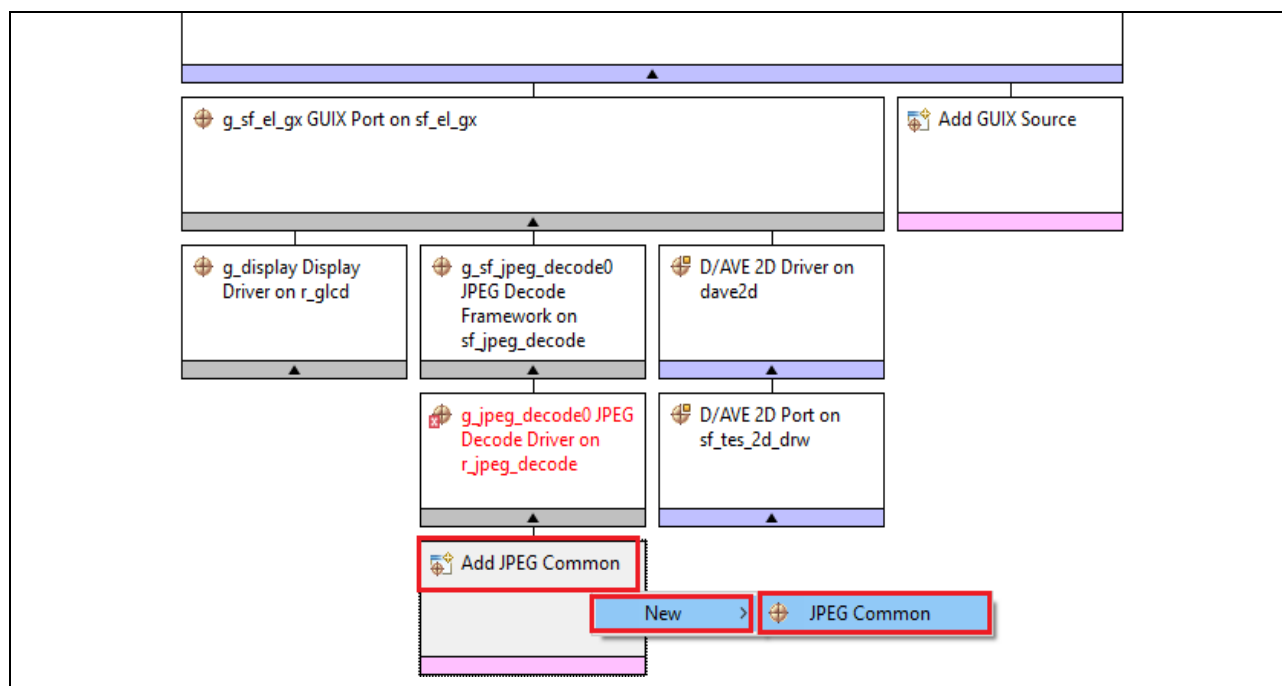 g_sf_el_gx GUIX Port on sf_el_gx
Add GUIX Source
g_display Display
Driver on r_glcd
g_sf_jpeg_decode0
JPEG Decode
Framework on
sf_jpeg_decode
D/AVE 2D Driver on
dave2d
g_jpeg_decode0 JPEG
Decode Driver on
r_jpeg_decode
D/AVE 2D Port on
sf_tes_2d_drw
Add JPEG Common
New
JPEG Common